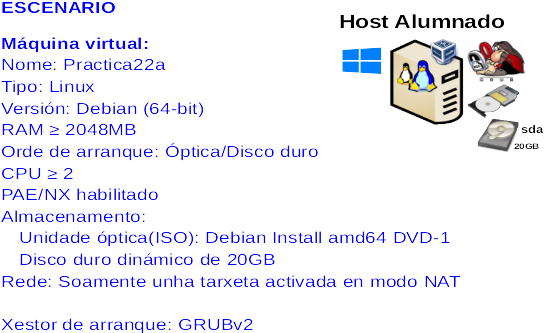 ESCENARIO
Host Alumnado
Máquina virtual:
Nome: Practica22a
Tipo: Linux
Versión: Debian (64-bit)
RAM ≥ 2048MB
Orde de arranque: Óptica/Disco duro
CPU ≥ 2
PAE/NX habilitado
Almacenamento:
Unidade óptica(ISO): Debian Install amd64 DVD-1
Disco duro dinámico de 20GB
Rede: Soamente unha tarxeta activada en modo NAT
Xestor de arranque: GRUBv2
GRUB
sda
20GB